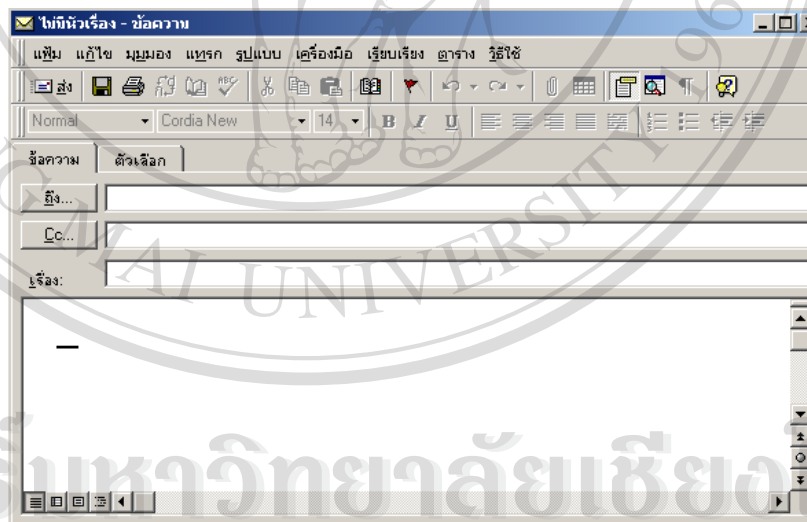 ไม่มีหัวเรื่อง - ข้อความ
แฟ้ม แก้ไข มุมมอง แทรก รูปแบบ เครื่องมือ เรียบเรียง ตาราง วิธีใช้
ส่ง
Normal Cordia New 14 B I U
ข้อความ ตัวเลือก
ถึง...
Cc...
เรื่อง:
MAI UNIVERSITY 196
มหาวิทยาลัยเชียงใ